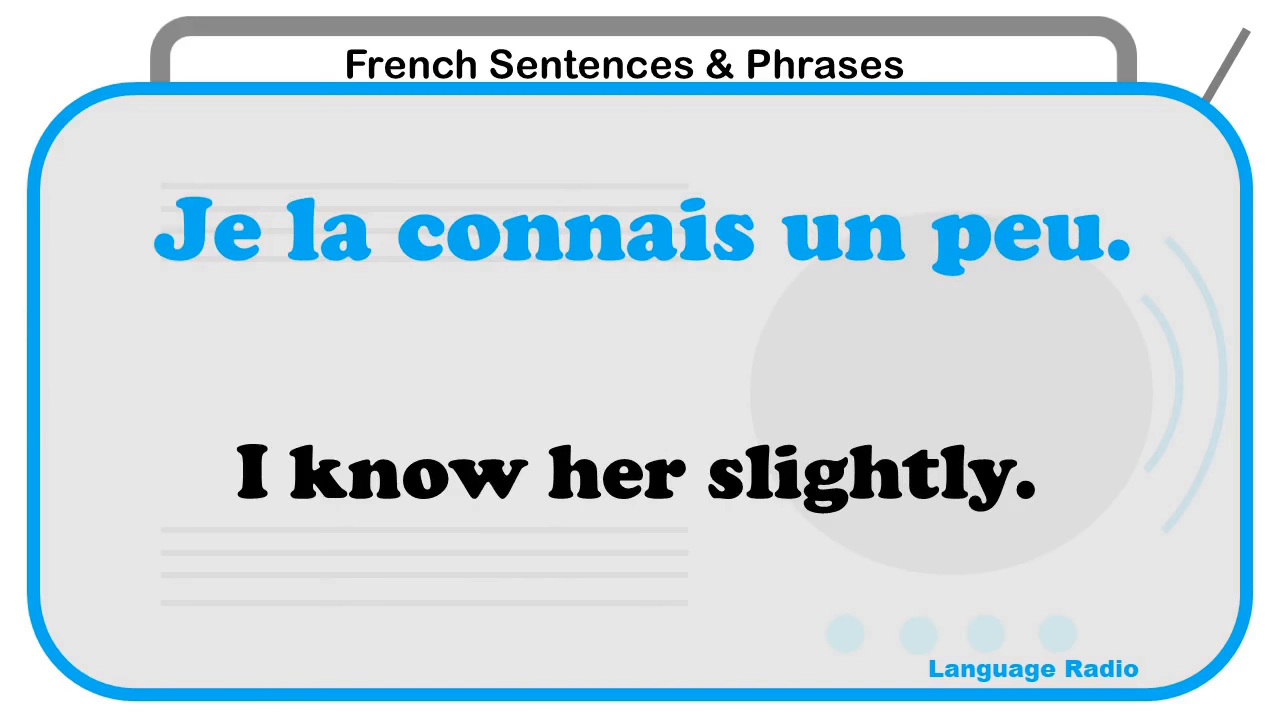 French Sentences & Phrases
Je la connais un peu.
I know her slightly.
Language Radio